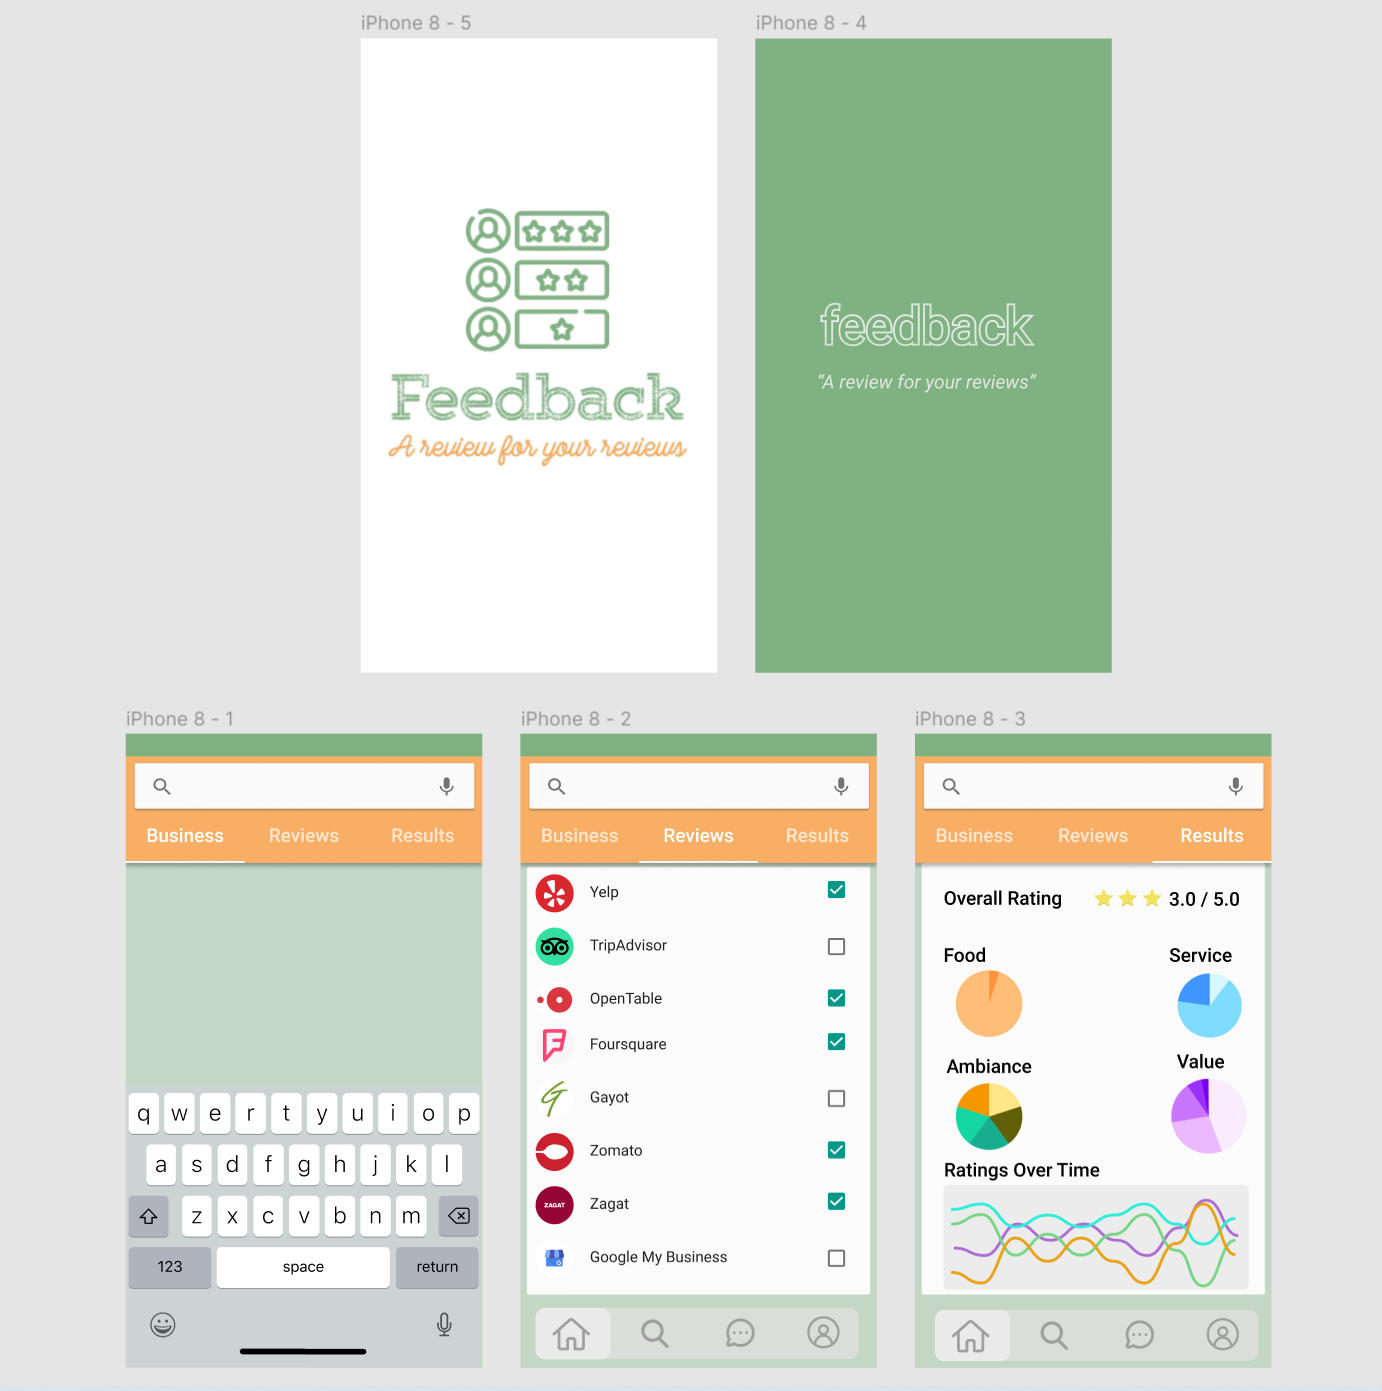 iPhone 8 - 5
Feedback
A review for your reviews
iPhone 8 - 4
feedback
“A review for your reviews”
iPhone 8 - 1
Business Reviews Results
q w e r t y u i o p
a s d f g h j k l
z x c v b n m
123 space return
iPhone 8 - 2
Business Reviews Results
Yelp
TripAdvisor
OpenTable
Foursquare
Gayot
Zomato
ZAGAT Zagat
Google My Business
iPhone 8 - 3
Business Reviews Results
Overall Rating 3.0 / 5.0
Food Service
Ambiance Value
Ratings Over Time